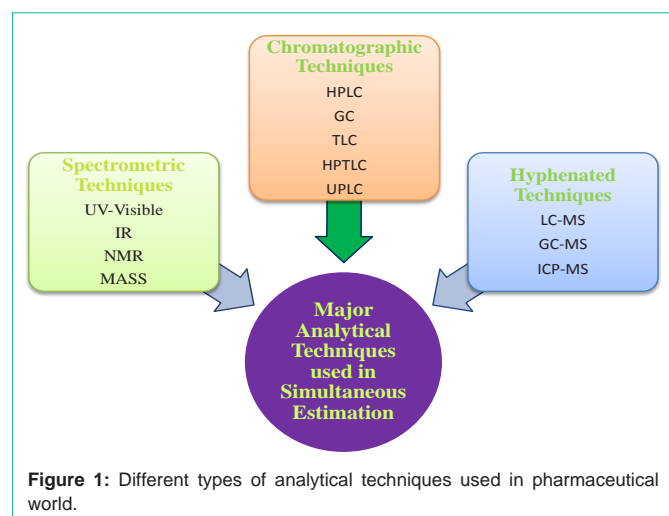 Chromatographic
Techniques
HPLC
GC
TLC
HPTLC
UPLC
Spectrometric
Techniques
UV-Visible
IR
NMR
MASS
Hyphenated
Techniques
LC-MS
GC-MS
ICP-MS
Major
Analytical
Techniques
used in
Simultaneous
Estimation
Figure 1: Different types of analytical techniques used in pharmaceutical
world.